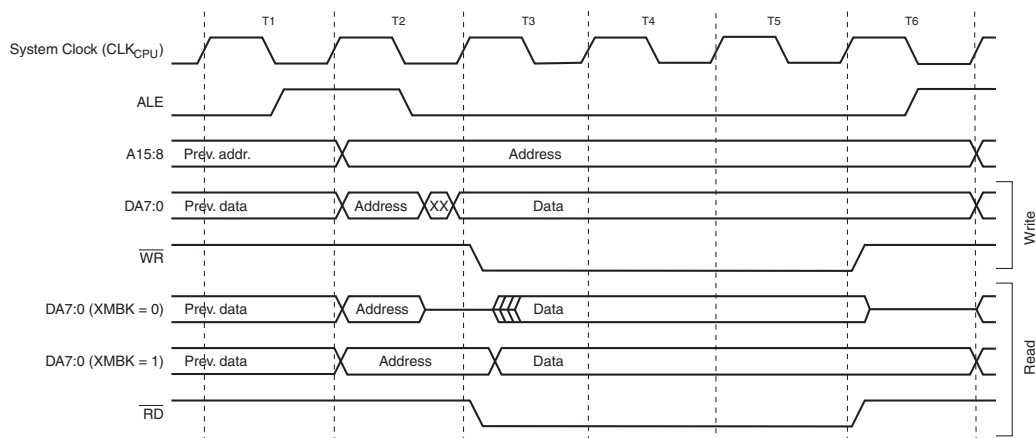 T1 T2 T3 T4 T5 T6
System Clock (CLKCPU)
ALE
A15:8 Prev. addr. Address
DA7:0 Prev. data Address XX Data
WR
Write
DA7:0 (XMBK = 0) Prev. data Address Data
DA7:0 (XMBK = 1) Prev. data Address Data
RD
Read